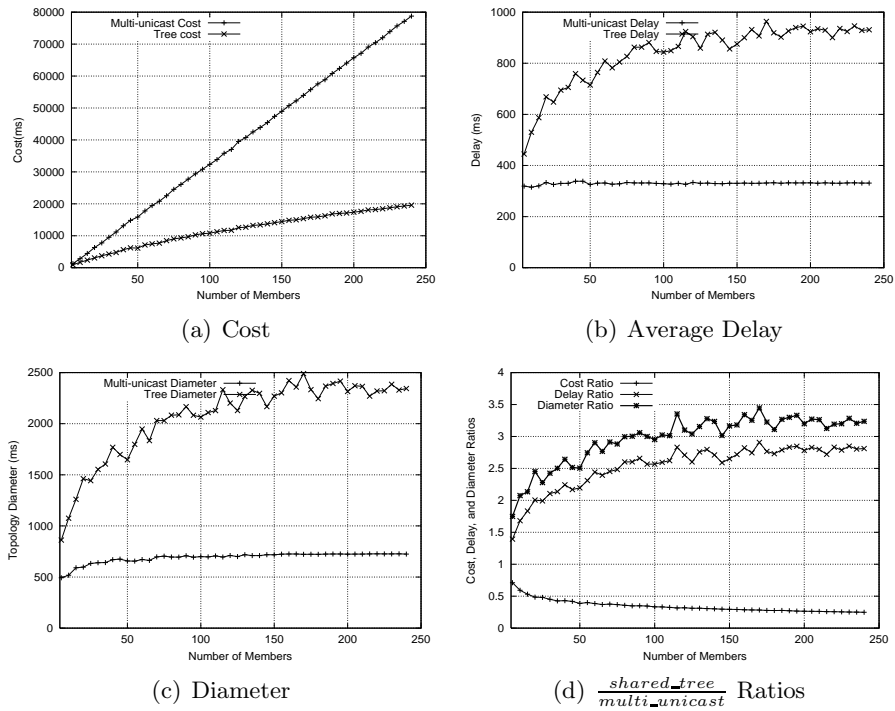 Multi-unicast Cost
Tree cost
80000
70000
60000
50000
40000
30000
20000
10000
0
Cost(ms)
50
100
150
200
250
Number of Members
(a) Cost
Multi-unicast Delay
Tree Delay
1000
800
600
400
200
0
Delay (ms)
50
100
150
200
250
Number of Members
(b) Average Delay
Multi-unicast Diameter
Tree Diameter
2500
2000
1500
1000
500
0
Topology Diameter (ms)
50
100
150
200
250
Number of Members
(c) Diameter
Cost Ratio
Delay Ratio
Diameter Ratio
4
3.5
3
2.5
2
1.5
1
0.5
0
Cost, Delay, and Diameter Ratios
50
100
150
200
250
Number of Members
(d) shared_tree/multi_unicast Ratios